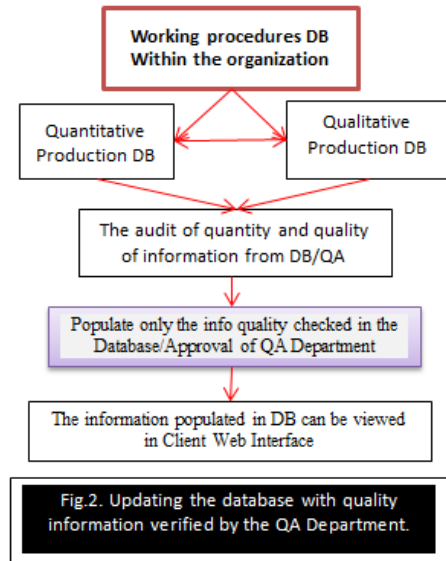 Working procedures DB
Within the organization
Quantitative
Production DB
Qualitative
Production DB
The audit of quantity and quality
of information from DB/QA
Populate only the info quality checked in the
Database/Approval of QA Department
The information populated in DB can be viewed
in Client Web Interface
Fig.2. Updating the database with quality
information verified by the QA Department.